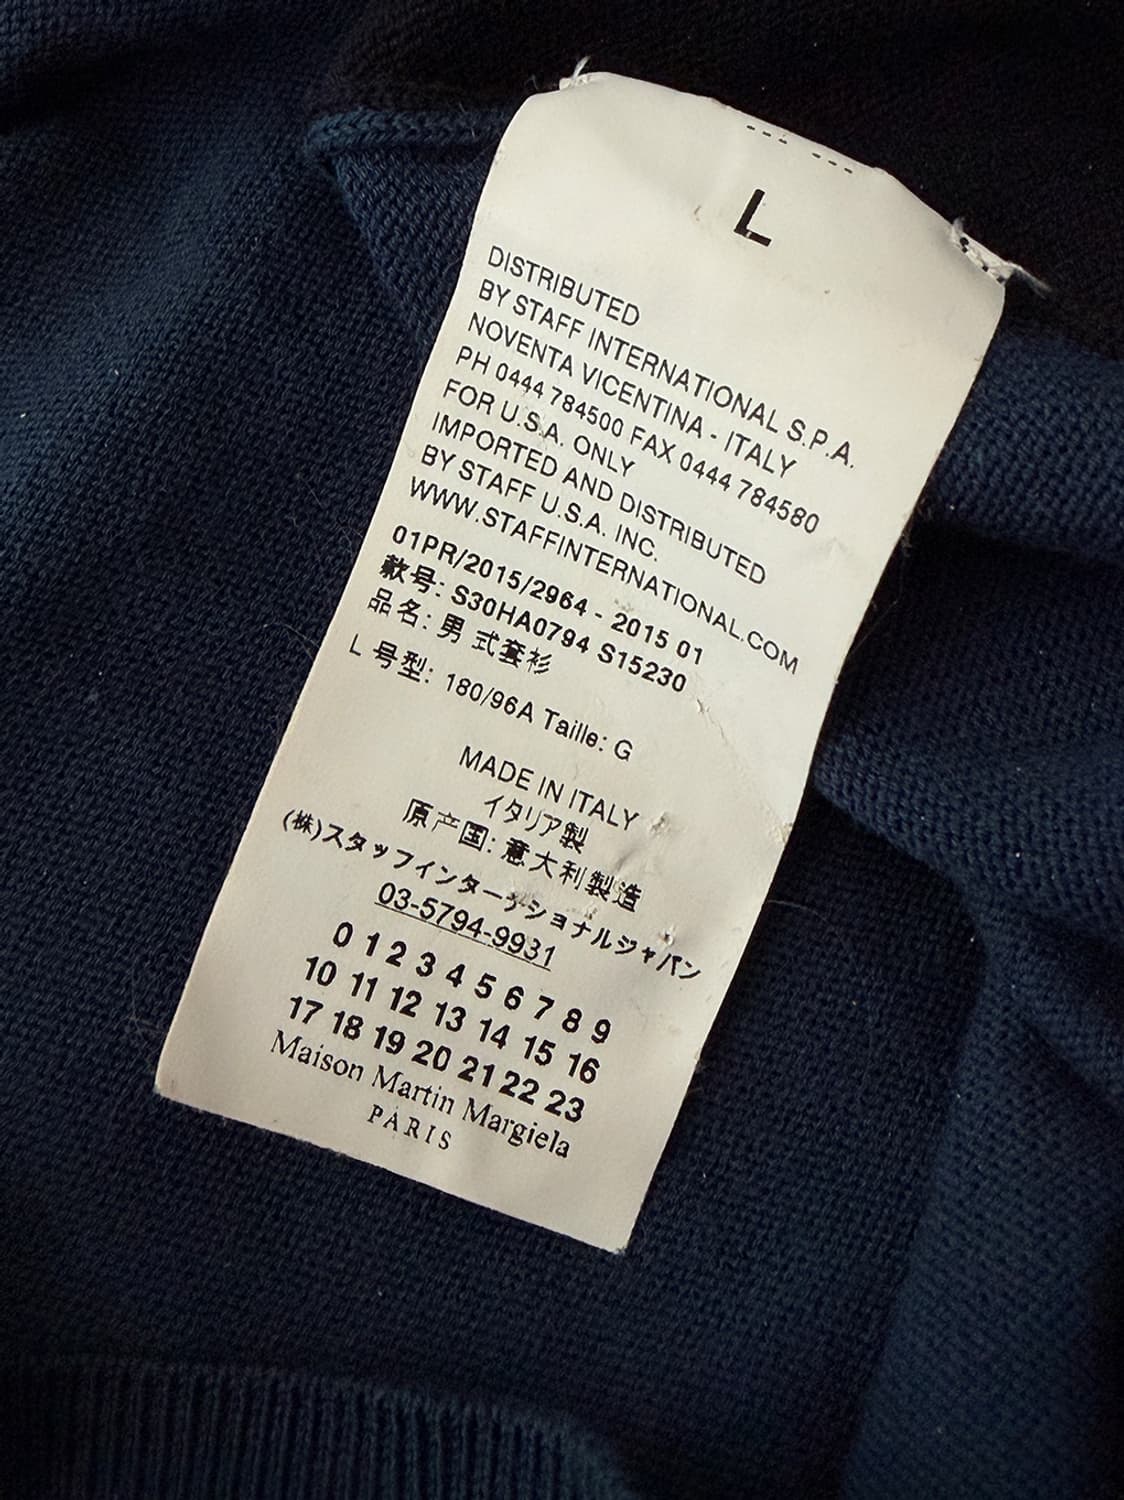 L
DISTRIBUTED
BY STAFF INTERNATIONAL S.P.A.
NOVENTA VICENTINA - ITALY
PH 0444 784500 FAX 0444 784580
FOR U.S.A. ONLY
IMPORTED AND DISTRIBUTED
BY STAFF U.S.A. INC.
WWW.STAFFINTERNATIONAL.COM
01PR/2015/2964 - 2015 01
款号: S30HA0794 S15230
品名: 男 式套衫
L 号型: 180/96A Taille: G
MADE IN ITALY
イタリア製
原产国: 意大利製造
(株)スタッフインターナショナルジャパン
03-5794-9931
0 1 2 3 4 5 6 7 8 9
10 11 12 13 14 15 16
17 18 19 20 21 22 23
Maison Martin Margiela
PARIS